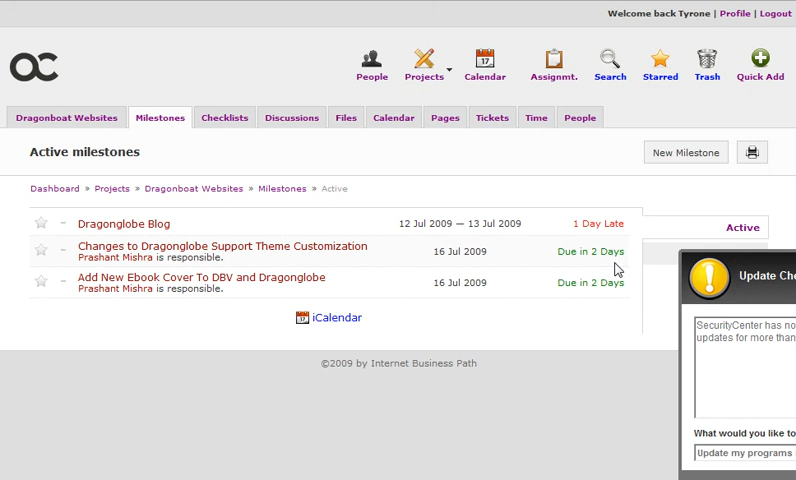 Welcome back Tyrone | Profile | Logout
People Projects Calendar Assignmt. Search Starred Trash Quick Add
17
Dragonboat Websites Milestones Checklists Discussions Files Calendar Pages Tickets Time People
Active milestones
New Milestone
Dashboard » Projects » Dragonboat Websites » Milestones » Active
Dragonglobe Blog 12 Jul 2009 — 13 Jul 2009 1 Day Late
Active
Changes to Dragonglobe Support Theme Customization
Prashant Mishra is responsible.
16 Jul 2009 Due in 2 Days
Add New Ebook Cover To DBV and Dragonglobe
Prashant Mishra is responsible.
16 Jul 2009 Due in 2 Days
17 iCalendar
©2009 by Internet Business Path
Update Che
SecurityCenter has no
updates for more than
What would you like to
Update my programs